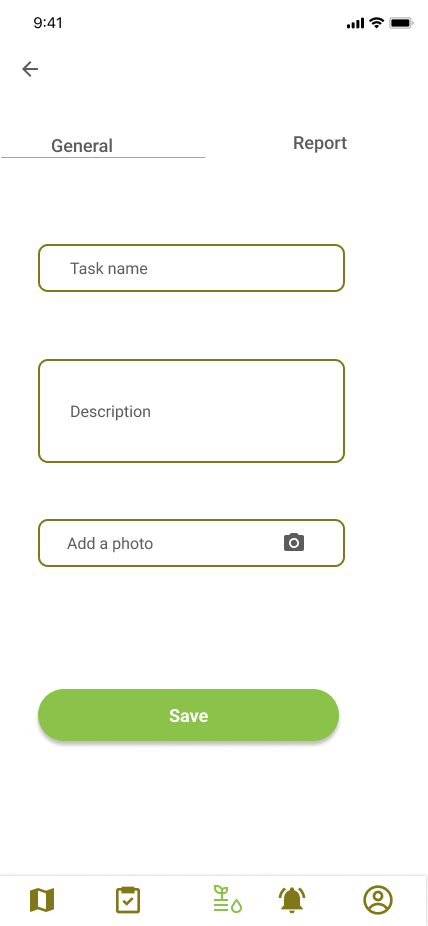 9:41
General
Report
Task name
Description
Add a photo
Save